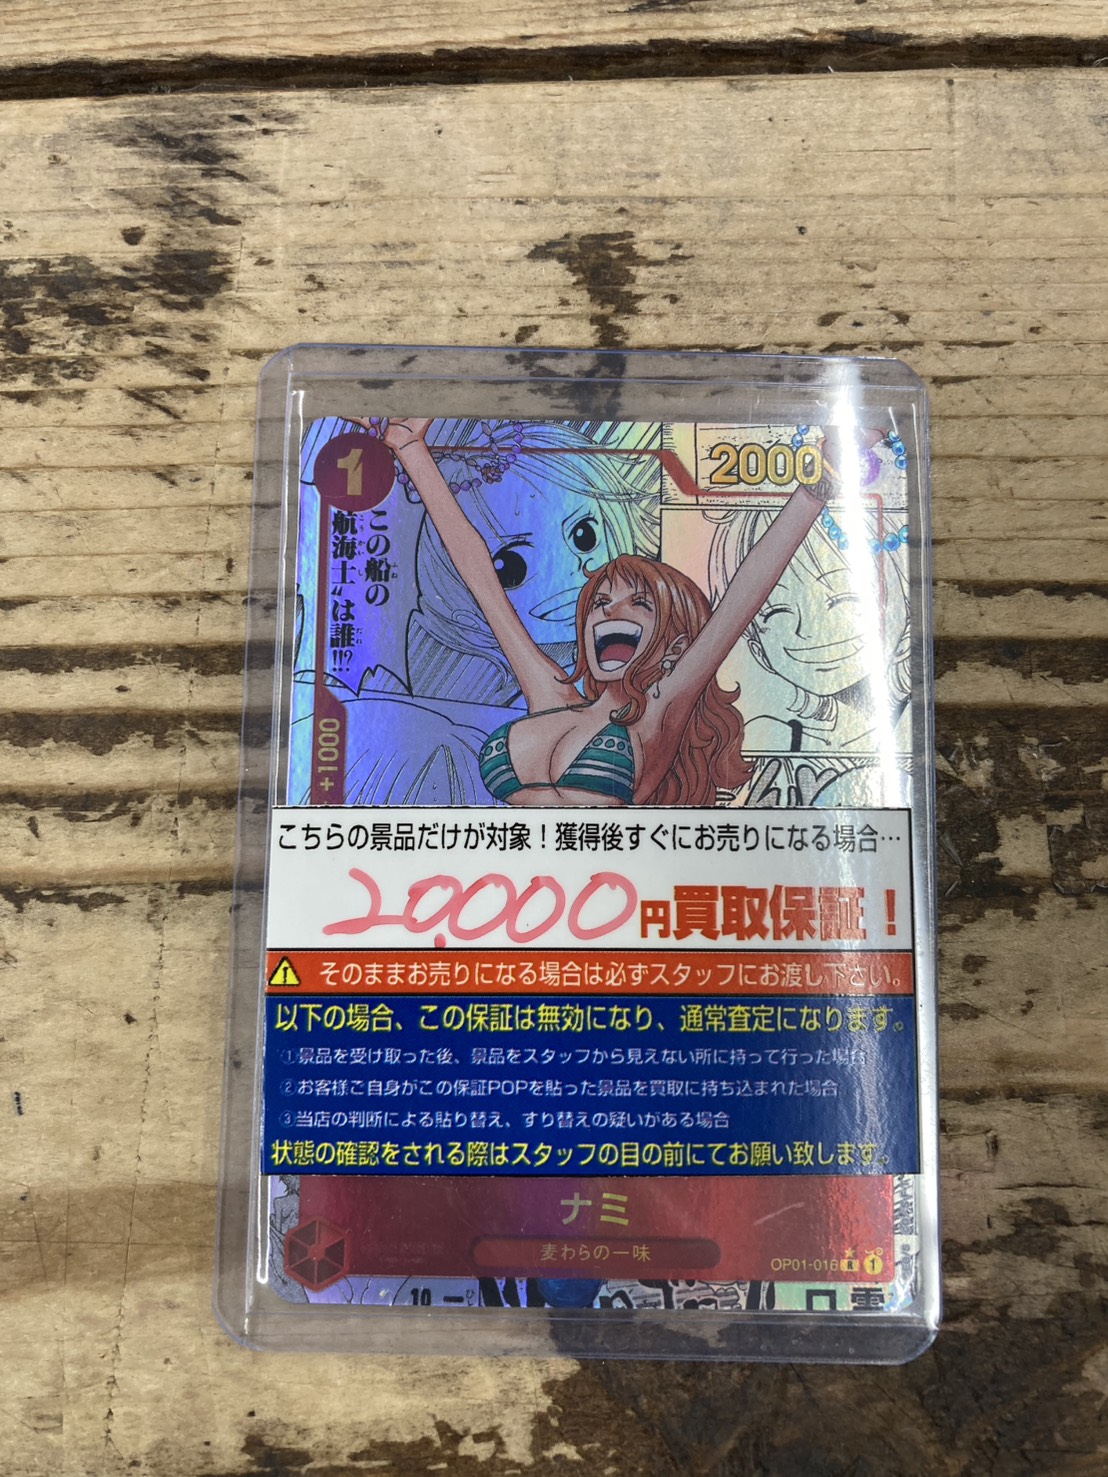 1
2000
この船の
航海士"は誰!!?
+1000
こちらの景品だけが対象！獲得後すぐにお売りになる場合…
20,000円買取保証！
そのままお売りになる場合は必ずスタッフにお渡し下さい。
以下の場合、この保証は無効になり、通常査定になります。
①景品を受け取った後、景品をスタッフから見えない所に持って行った場合
②お客様ご自身がこの保証POPを貼った景品を買取に持ち込まれた場合
③当店の判断による貼り替え、すり替えの疑いがある場合
状態の確認をされる際はスタッフの目の前にてお願い致します。
ナミ
麦わらの一味
OP01-016 R 1